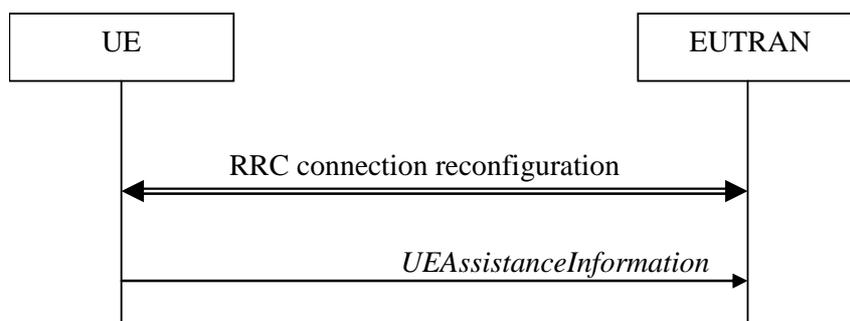 UE
EUTRAN
RRC connection reconfiguration
UEAssistanceInformation